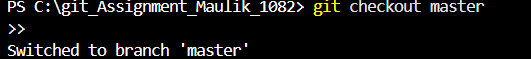 PS C:\git_Assignment_Maulik_1082> git checkout master
>>
Switched to branch 'master'